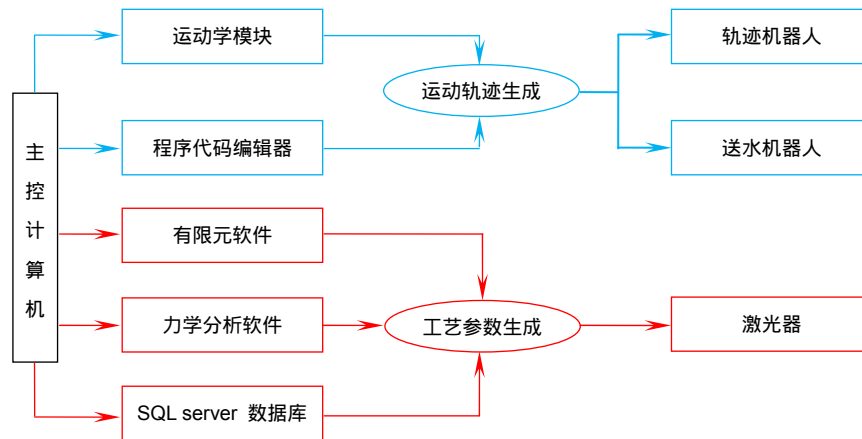 运动学模块
轨迹机器人
运动轨迹生成
程序代码编辑器
送水机器人
主控计算机
有限元软件
力学分析软件
工艺参数生成
激光器
SQL server 数据库